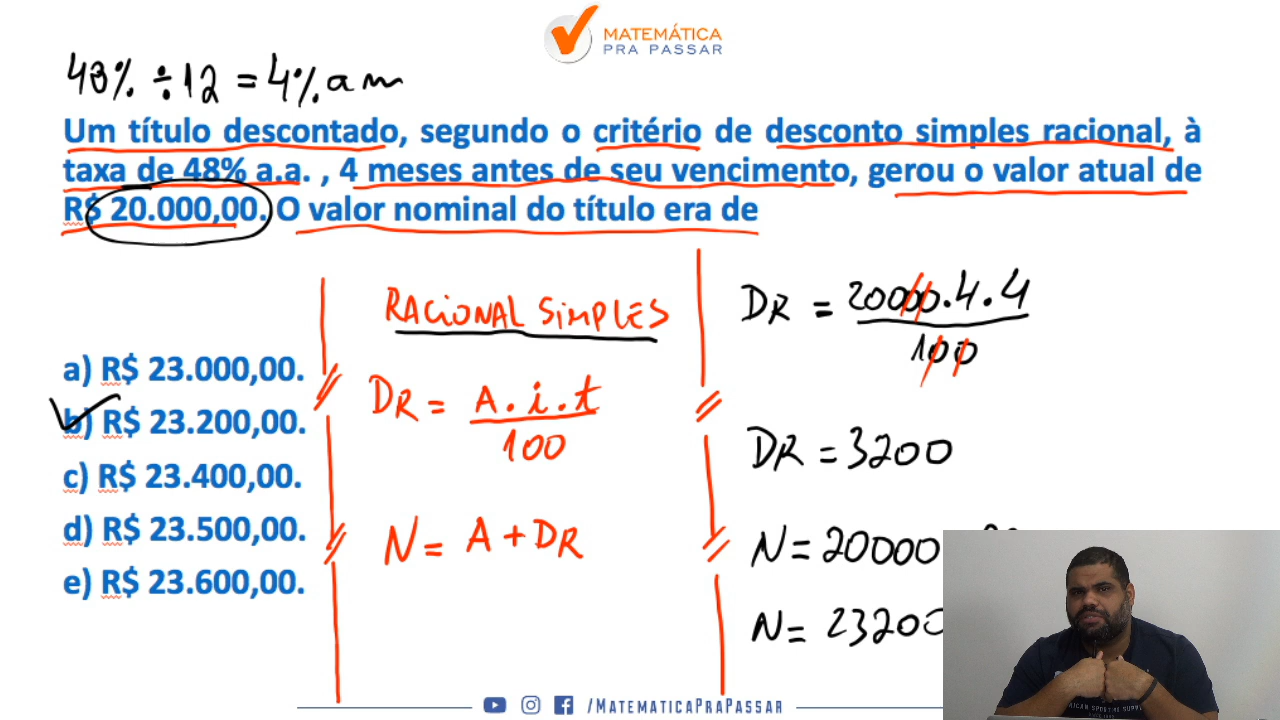 MATEMÁTICA
PRA PASSAR
48% ÷ 12 = 4% am
Um título descontado, segundo o critério de desconto simples racional, à
taxa de 48% a.a. , 4 meses antes de seu vencimento, gerou o valor atual de
R$ 20.000,00. O valor nominal do título era de
a) R$ 23.000,00.
b) R$ 23.200,00.
c) R$ 23.400,00.
d) R$ 23.500,00.
e) R$ 23.600,00.
RACIONAL SIMPLES
DR = A.i.t
100
N = A + DR
DR = 20000.4.4
100
DR = 3200
N = 20000
N = 23200
/MATEMATICAPRAPASSAR